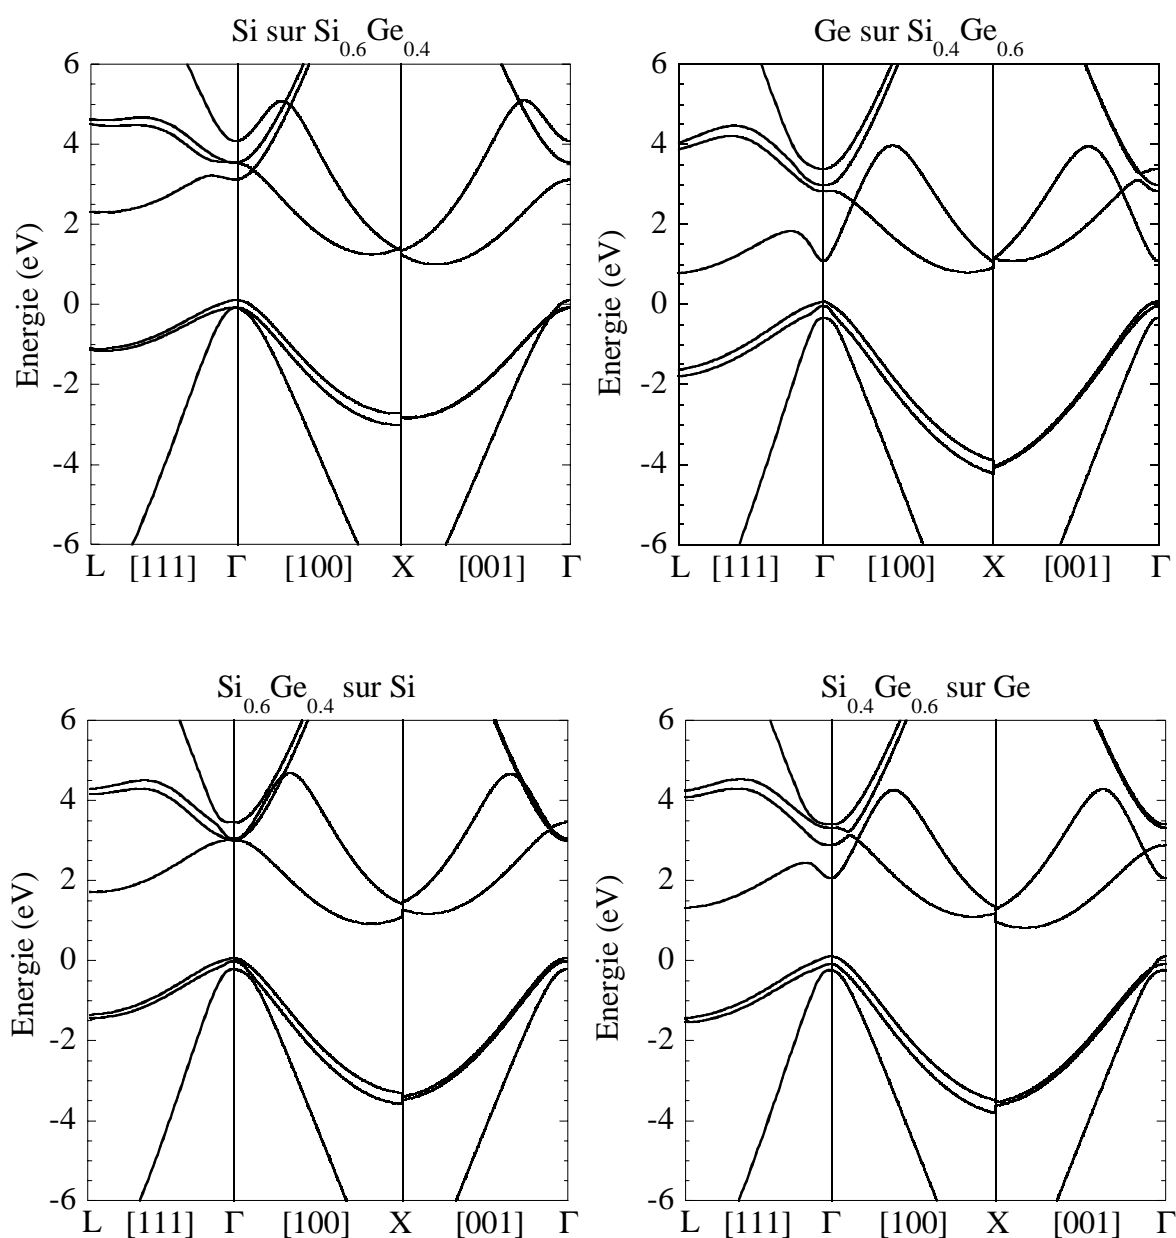 Si sur Si0.6Ge0.4
Ge sur Si0.4Ge0.6
6
4
2
0
-2
-4
-6
Energie (eV)
L [111] Γ [100] X [001] Γ
6
4
2
0
-2
-4
-6
Energie (eV)
L [111] Γ [100] X [001] Γ
Si0.6Ge0.4 sur Si
Si0.4Ge0.6 sur Ge
6
4
2
0
-2
-4
-6
Energie (eV)
L [111] Γ [100] X [001] Γ
6
4
2
0
-2
-4
-6
Energie (eV)
L [111] Γ [100] X [001] Γ